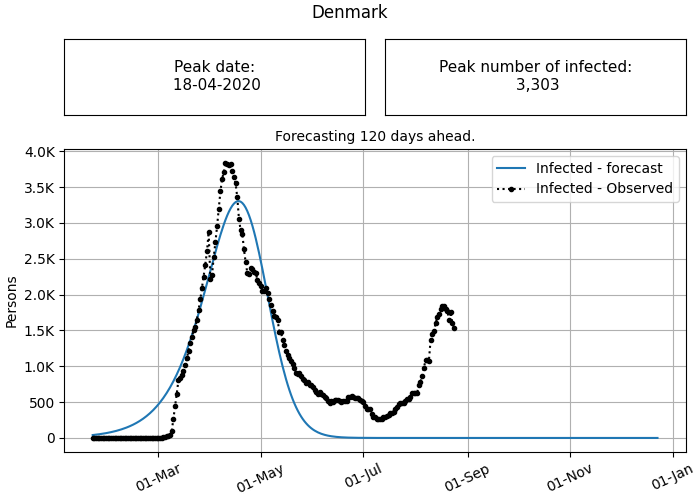 Denmark
Peak date:
18-04-2020
Peak number of infected:
3,303
Forecasting 120 days ahead.
4.0K
3.5K
3.0K
2.5K
2.0K
1.5K
1.0K
500
0
Persons
Infected - forecast
Infected - Observed
01-Mar
01-May
01-Jul
01-Sep
01-Nov
01-Jan